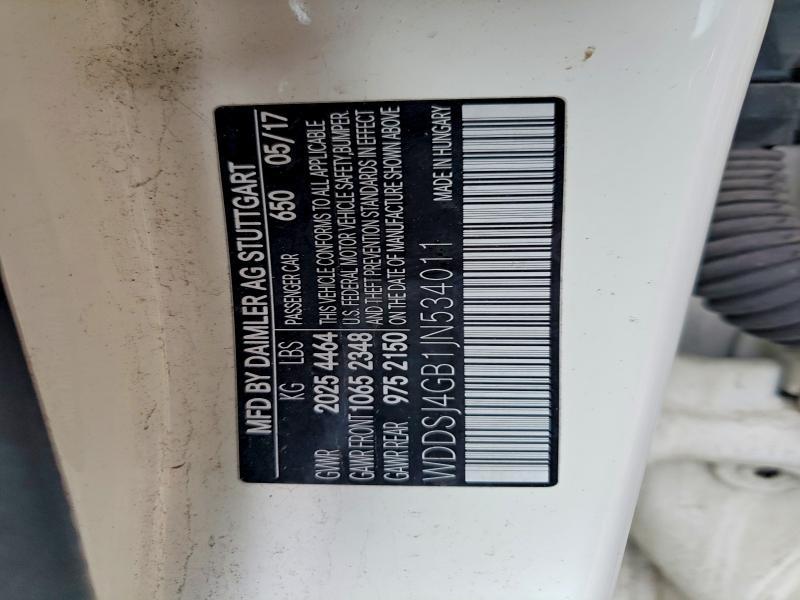 MFD BY DAIMLER AG STUTTGART
KG LBS PASSENGER CAR 650 05/17
GVWR 2025 4464 THIS VEHICLE CONFORMS TO ALL APPLICABLE
GAWR FRONT 1065 2348 U.S. FEDERAL MOTOR VEHICLE SAFETY,BUMPER,
GAWR REAR 975 2150 AND THEFT PREVENTION STANDARDS IN EFFECT
ON THE DATE OF MANUFACTURE SHOWN ABOVE
WDDSJ4GB1JN534011 MADE IN HUNGARY